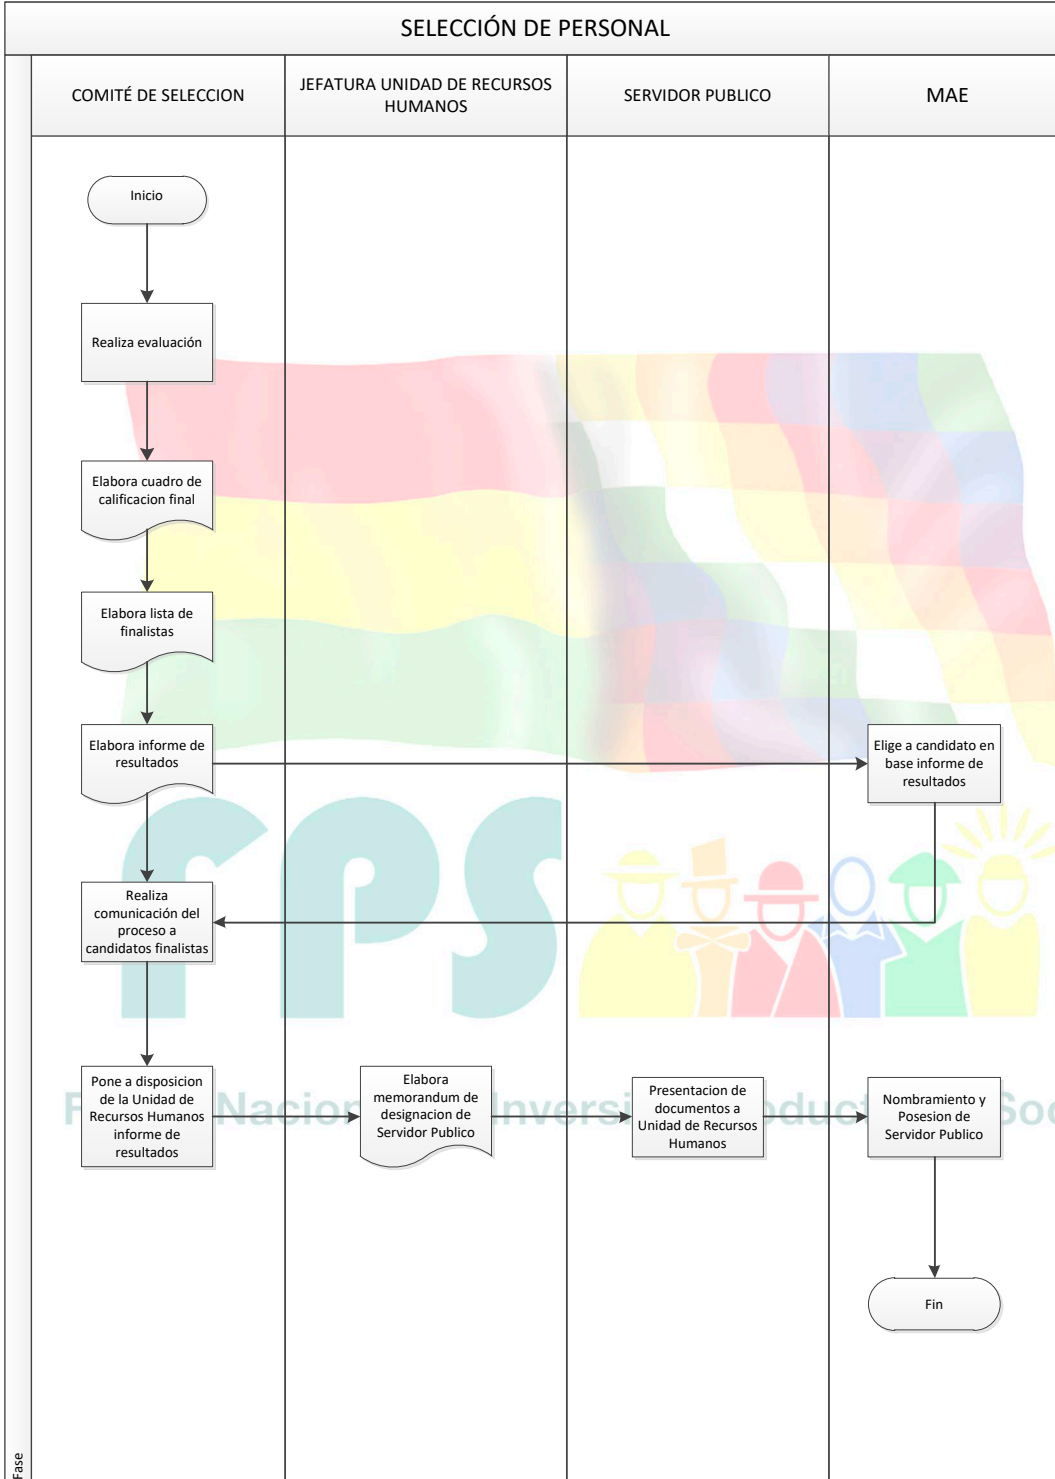 SELECCIÓN DE PERSONAL
COMITÉ DE SELECCION
JEFATURA UNIDAD DE RECURSOS
HUMANOS
SERVIDOR PUBLICO
MAE
Inicio
Realiza evaluación
Elabora cuadro de
calificacion final
Elabora lista de
finalistas
Elabora informe de
resultados
Elige a candidato en
base informe de
resultados
FPS
Realiza
comunicación del
proceso a
candidatos finalistas
Pone a disposicion
de la Unidad de
Recursos Humanos
informe de
resultados
Elabora
memorandum de
designacion de
Servidor Publico
Presentacion de
documentos a
Unidad de Recursos
Humanos
Nombramiento y
Posesion de
Servidor Publico
Fin
Fase